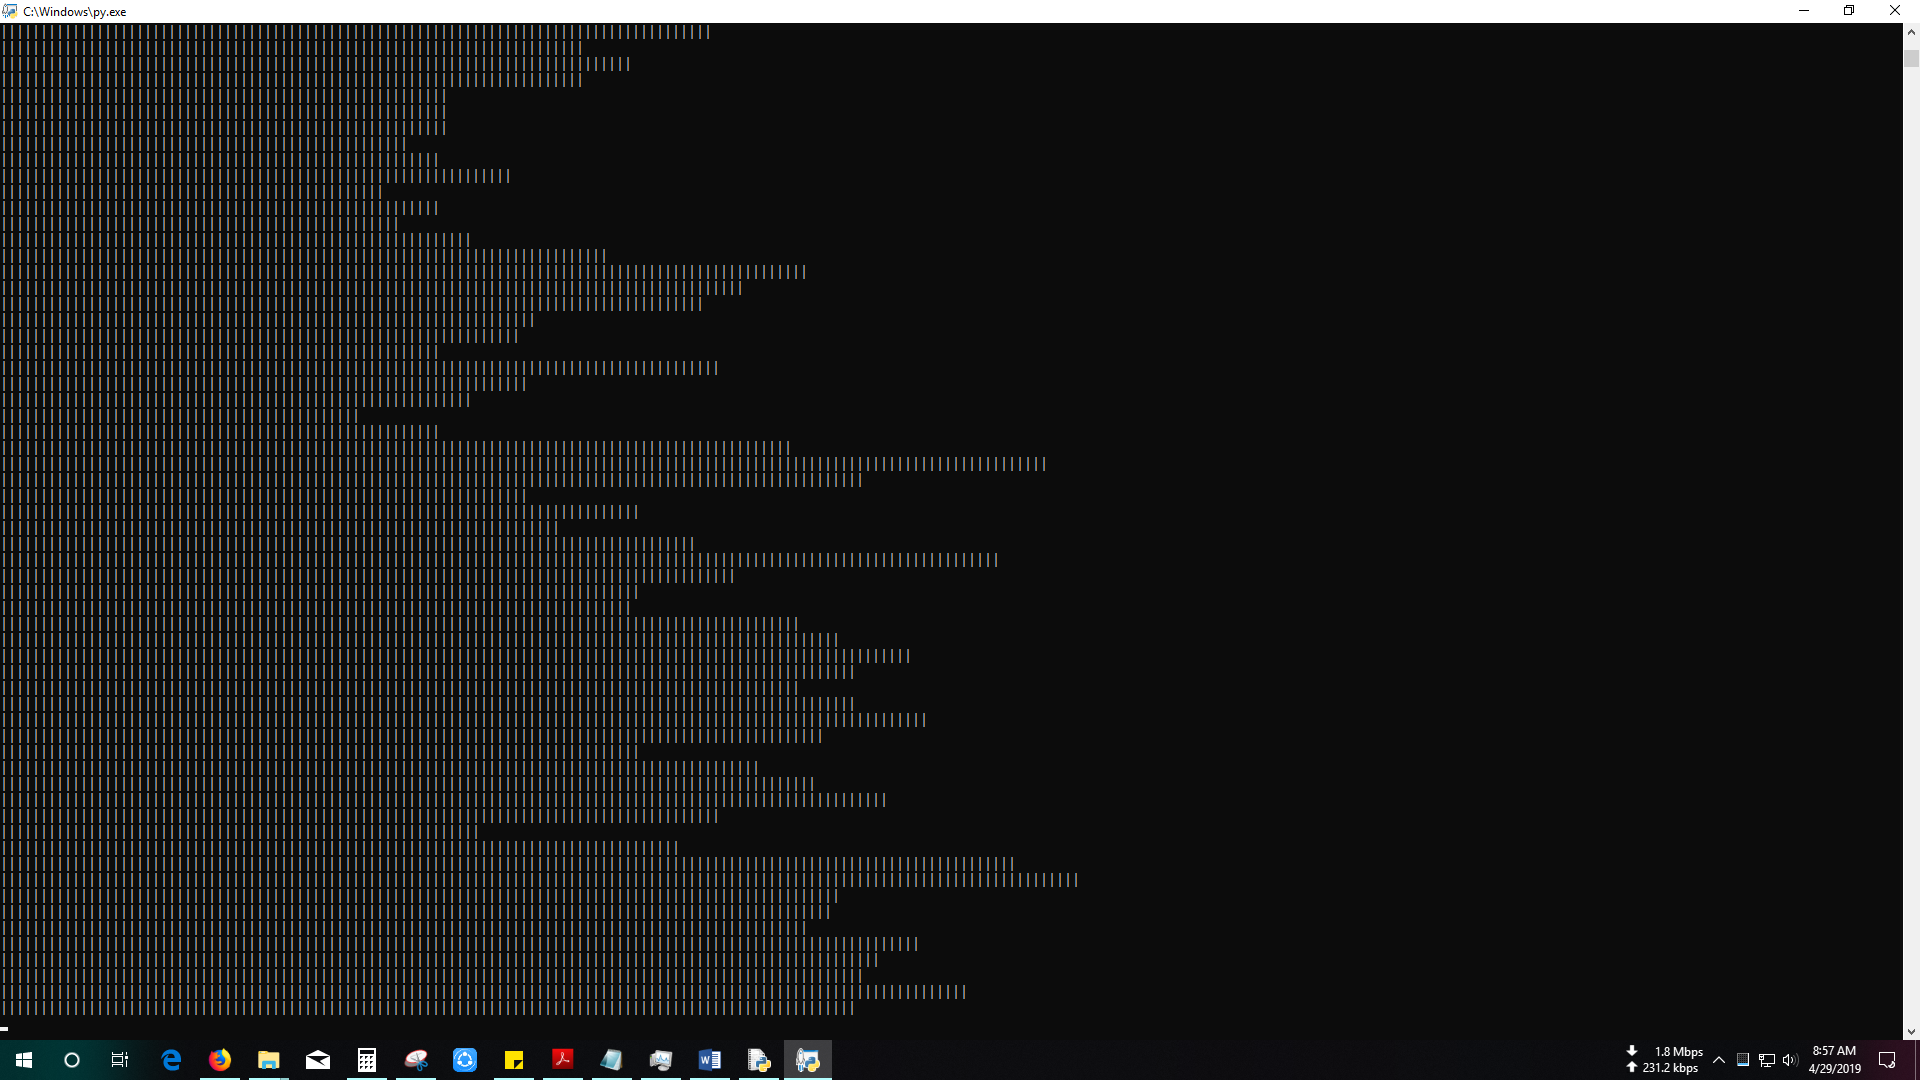 C:\Windows\py.exe
1.8 Mbps
231.2 kbps
8:57 AM
4/29/2019